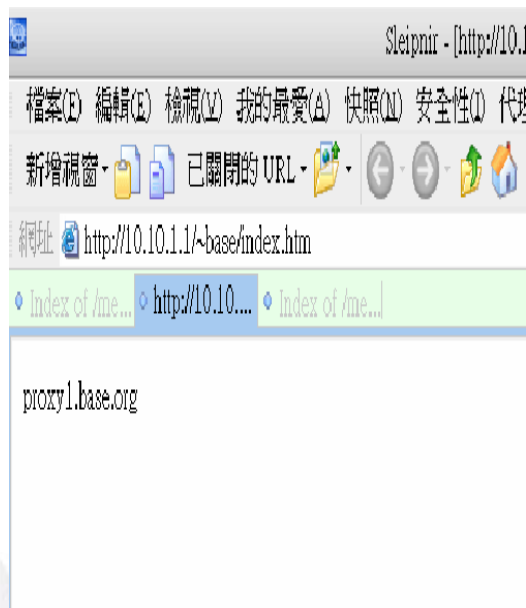 Sleipnir - [http://10.1
檔案(F) 編輯(E) 檢視(V) 我的最愛(A) 快照(N) 安全性(I) 代理
新增視窗 已關閉的 URL
網址 http://10.10.1.1/~base/index.htm
Index of /me... http://10.10.... Index of /me...
proxy1.base.org